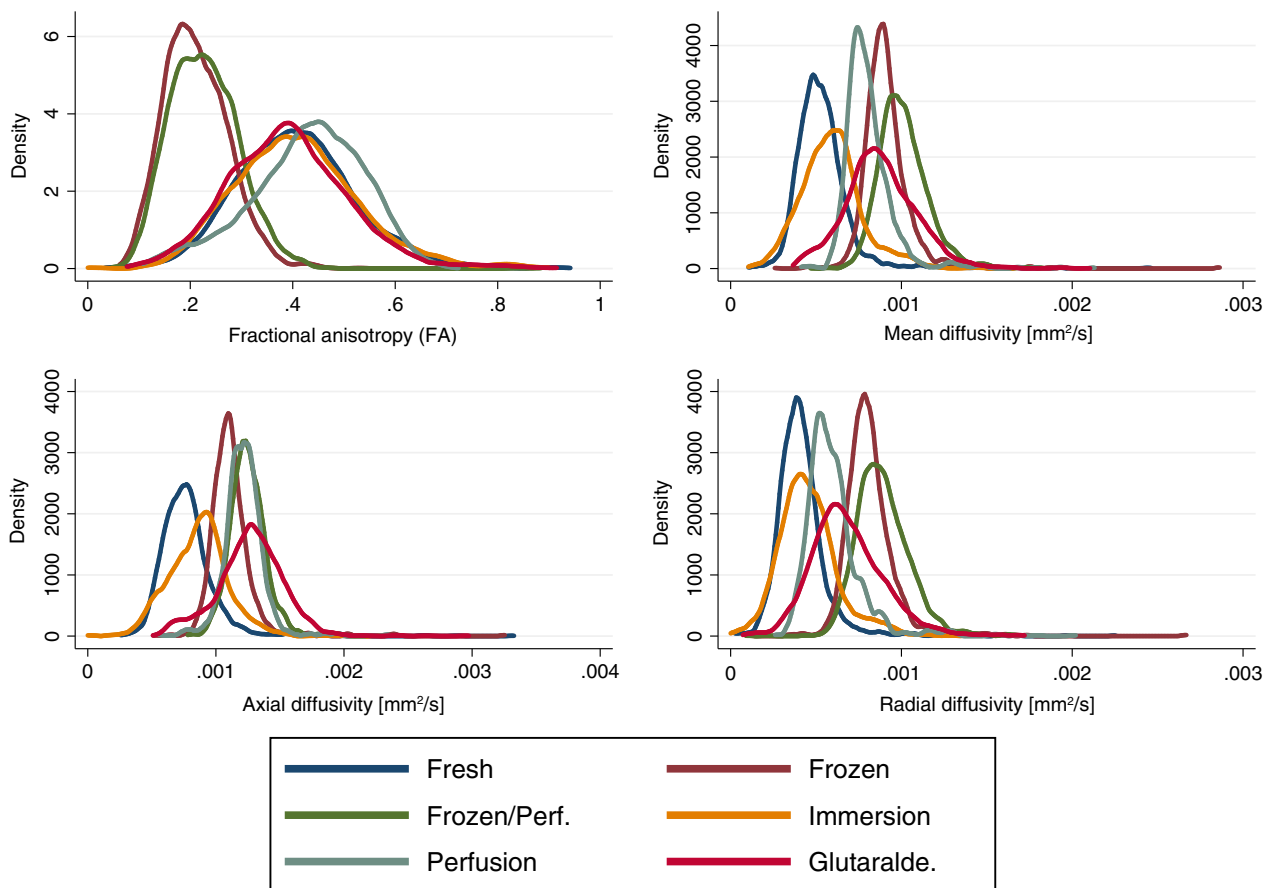 Density
6
4
2
0
0 .2 .4 .6 .8 1
Fractional anisotropy (FA)
Density
4000
3000
2000
1000
0
0 .001 .002 .003
Mean diffusivity [mm²/s]
Density
4000
3000
2000
1000
0
0 .001 .002 .003 .004
Axial diffusivity [mm²/s]
Density
4000
3000
2000
1000
0
0 .001 .002 .003
Radial diffusivity [mm²/s]
Fresh Frozen
Frozen/Perf. Immersion
Perfusion Glutaralde.